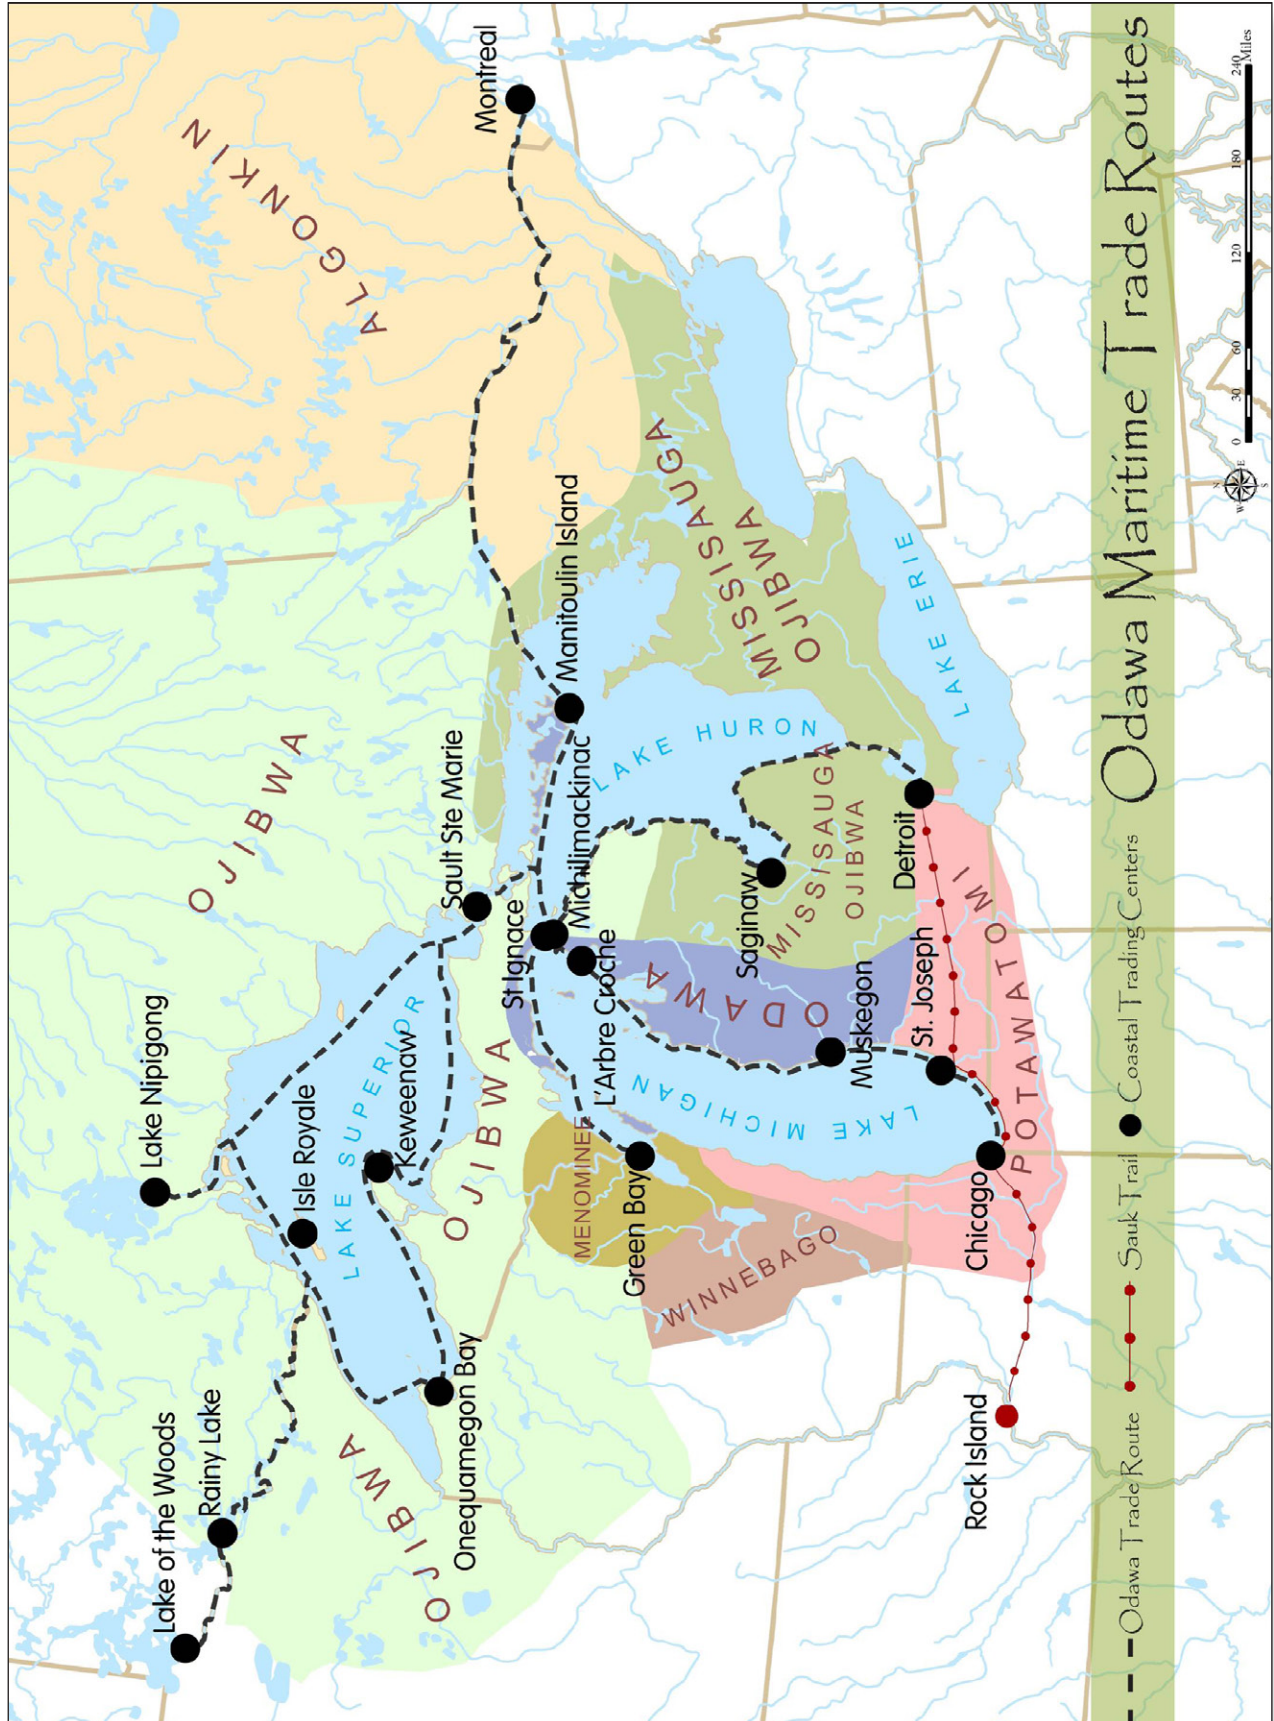 Lake of the Woods
Rainy Lake
Lake Nipigong
Isle Royale
LAKE SUPERIOR
Keweenaw
Onequamegon Bay
OJIBWA
OJIBWA
OJIBWA
ALGONKIN
Montreal
Sault Ste Marie
St Ignace
Michilimackinac
Manitoulin Island
L'Arbre Croche
LAKE HURON
MISSISAUGA
OJIBWA
MENOMINEE
Green Bay
WINNEBAGO
LAKE MICHIGAN
ODAWA
Saginaw
MISSISAUGA
OJIBWA
Muskegon
St. Joseph
Detroit
LAKE ERIE
Chicago
POTAWATOMI
Rock Island
Odawa Trade Route
Sauk Trail
Coastal Trading Centers
Odawa Maritime Trade Routes
N
W E
S
0 30 60 120 180 240
Miles